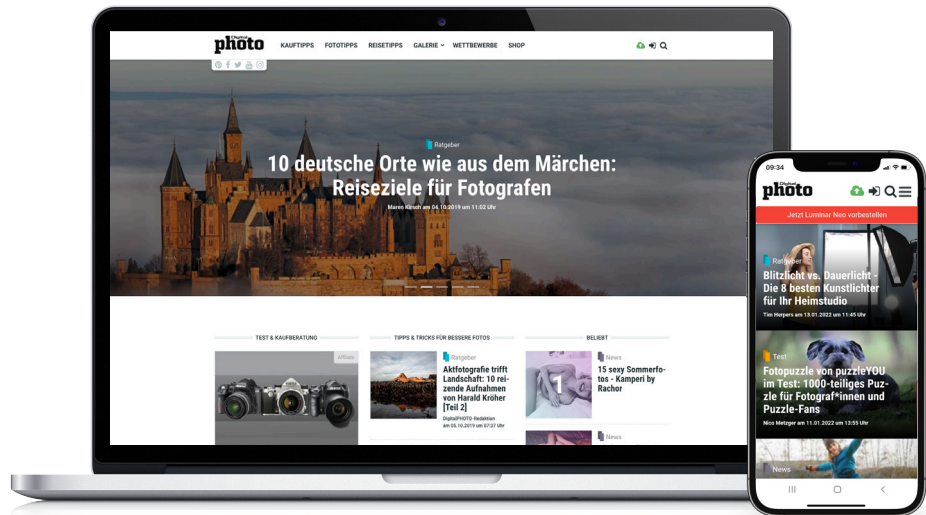 Digital
photo
KAUFTIPPS FOTOTIPPS REISETIPPS GALERIE WETTBEWERBE SHOP
Ratgeber
10 deutsche Orte wie aus dem Märchen:
Reiseziele für Fotografen
Maren Kirsch am 04.10.2019 um 11:02 Uhr
TEST & KAUFBERATUNG
Affiliate
TIPPS & TRICKS FÜR BESSERE FOTOS
Ratgeber
Aktfotografie trifft
Landschaft: 10 rei-
zende Aufnahmen
von Harald Kröher
[Teil 2]
DigitalPHOTO-Redaktion
am 05.10.2019 um 07:37 Uhr
BELIEBT
1
News
15 sexy Sommerfo-
tos - Kamperi by
Rachor
News
09:34
Digital
photo
Jetzt Luminar Neo vorbestellen
Ratgeber
Blitzlicht vs. Dauerlicht -
Die 8 besten Kunstlichter
für Ihr Heimstudio
Tim Herpers am 13.01.2022 um 11:45 Uhr
Test
Fotopuzzle von puzzleYOU
im Test: 1000-teiliges Puz-
zle für Fotograf*innen und
Puzzle-Fans
Nico Metzger am 11.01.2022 um 13:55 Uhr
News